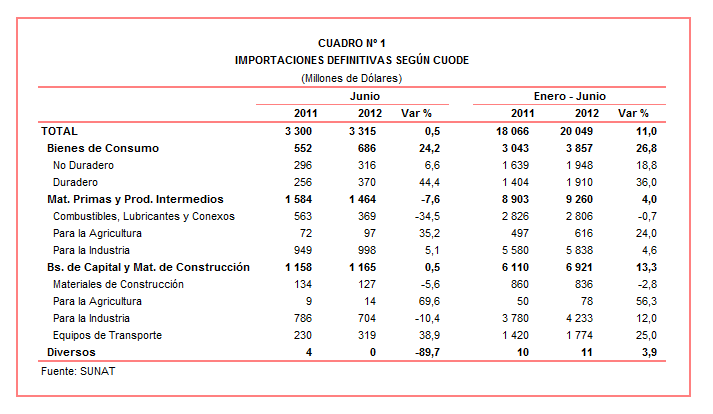 CUADRO Nº 1
IMPORTACIONES DEFINITIVAS SEGÚN CUODE
(Millones de Dólares)
Junio Enero - Junio
2011 2012 Var % 2011 2012 Var %
TOTAL 3 300 3 315 0,5 18 066 20 049 11,0
Bienes de Consumo 552 686 24,2 3 043 3 857 26,8
No Duradero 296 316 6,6 1 639 1 948 18,8
Duradero 256 370 44,4 1 404 1 910 36,0
Mat. Primas y Prod. Intermedios 1 584 1 464 -7,6 8 903 9 260 4,0
Combustibles, Lubricantes y Conexos 563 369 -34,5 2 826 2 806 -0,7
Para la Agricultura 72 97 35,2 497 616 24,0
Para la Industria 949 998 5,1 5 580 5 838 4,6
Bs. de Capital y Mat. de Construcción 1 158 1 165 0,5 6 110 6 921 13,3
Materiales de Construcción 134 127 -5,6 860 836 -2,8
Para la Agricultura 9 14 69,6 50 78 56,3
Para la Industria 786 704 -10,4 3 780 4 233 12,0
Equipos de Transporte 230 319 38,9 1 420 1 774 25,0
Diversos 4 0 -89,7 10 11 3,9
Fuente: SUNAT